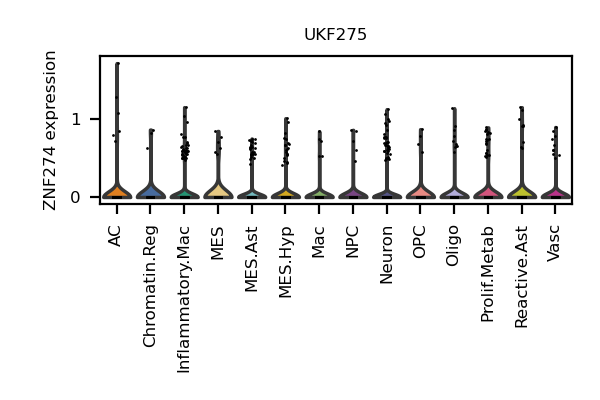 UKF275
ZNF274 expression
1
0
AC
Chromatin.Reg
Inflammatory.Mac
MES
MES.Ast
MES.Hyp
Mac
NPC
Neuron
OPC
Oligo
Prolif.Metab
Reactive.Ast
Vasc